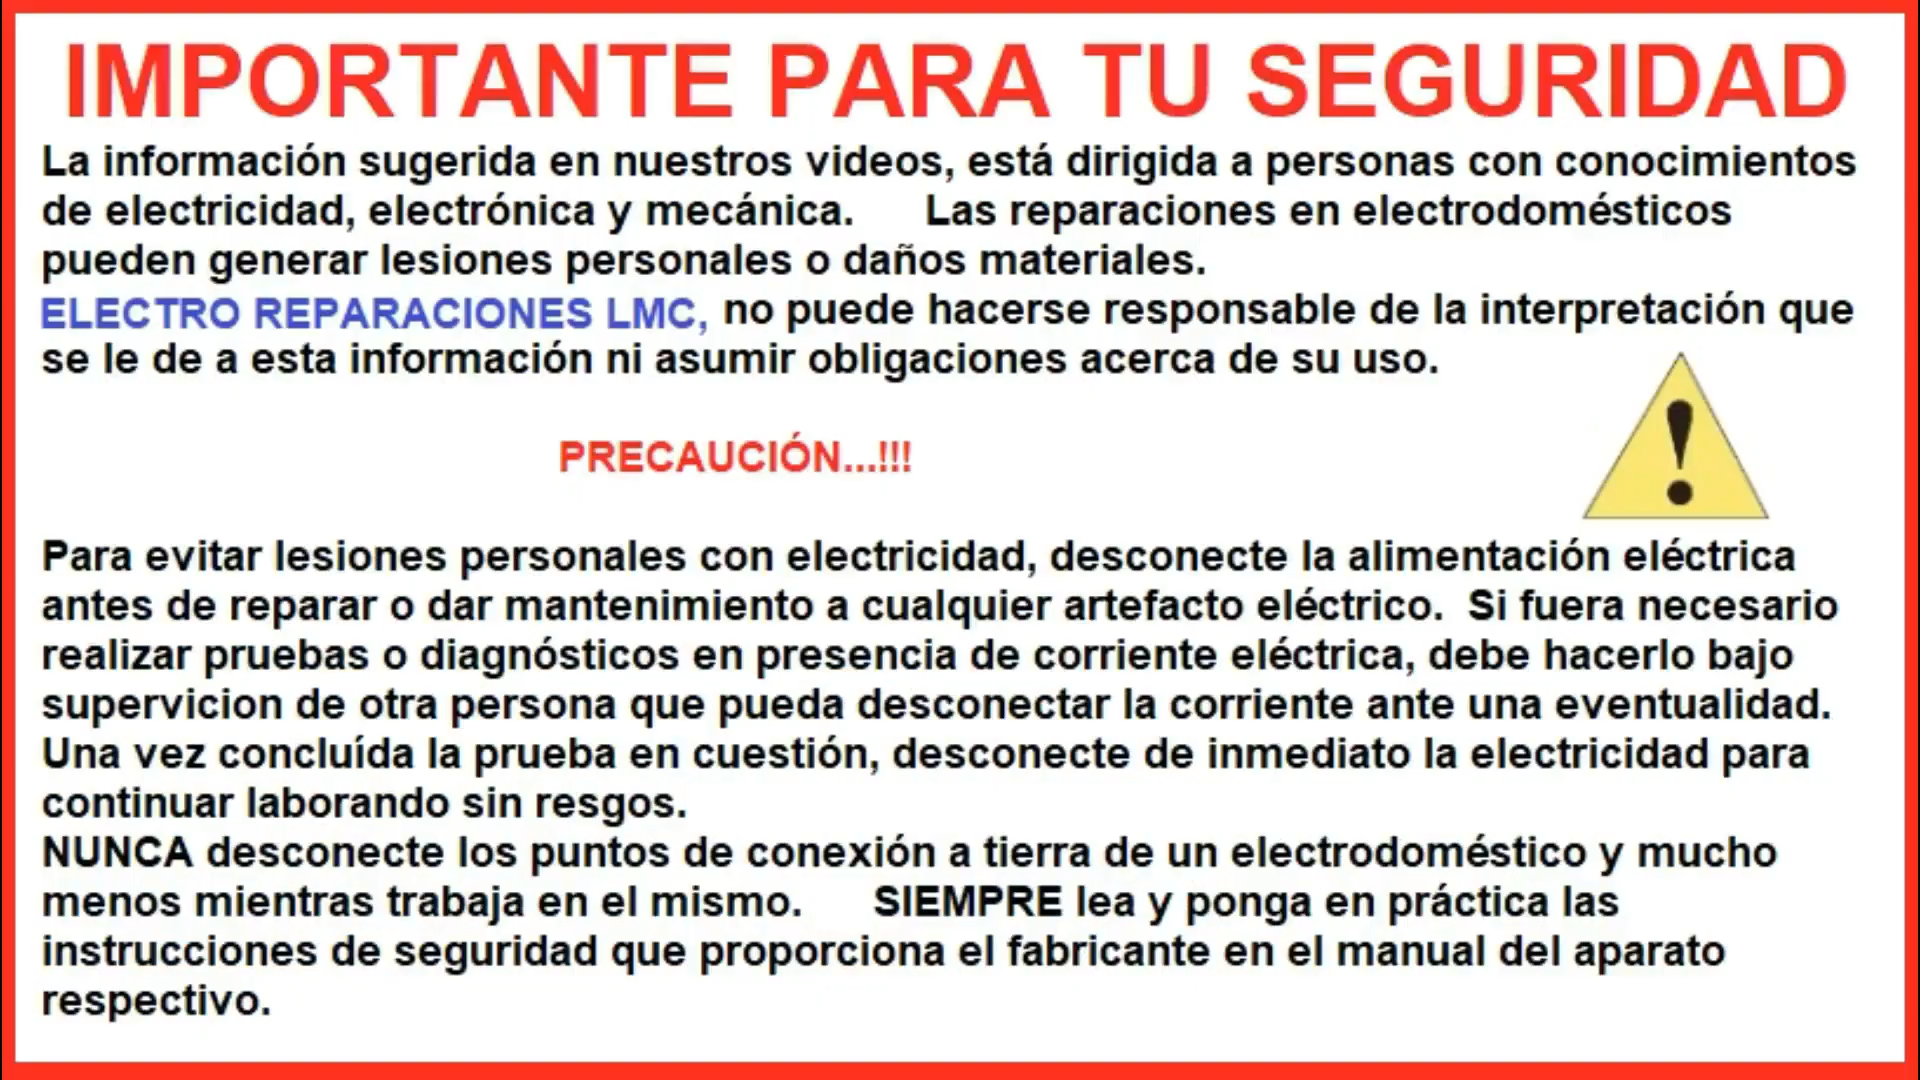 IMPORTANTE PARA TU SEGURIDAD
La información sugerida en nuestros videos, está dirigida a personas con conocimientos
de electricidad, electrónica y mecánica. Las reparaciones en electrodomésticos
pueden generar lesiones personales o daños materiales.
ELECTRO REPARACIONES LMC, no puede hacerse responsable de la interpretación que
se le de a esta información ni asumir obligaciones acerca de su uso.
PRECAUCIÓN...!!!
Para evitar lesiones personales con electricidad, desconecte la alimentación eléctrica
antes de reparar o dar mantenimiento a cualquier artefacto eléctrico. Si fuera necesario
realizar pruebas o diagnósticos en presencia de corriente eléctrica, debe hacerlo bajo
supervicion de otra persona que pueda desconectar la corriente ante una eventualidad.
Una vez concluída la prueba en cuestión, desconecte de inmediato la electricidad para
continuar laborando sin resgos.
NUNCA desconecte los puntos de conexión a tierra de un electrodoméstico y mucho
menos mientras trabaja en el mismo. SIEMPRE lea y ponga en práctica las
instrucciones de seguridad que proporciona el fabricante en el manual del aparato
respectivo.